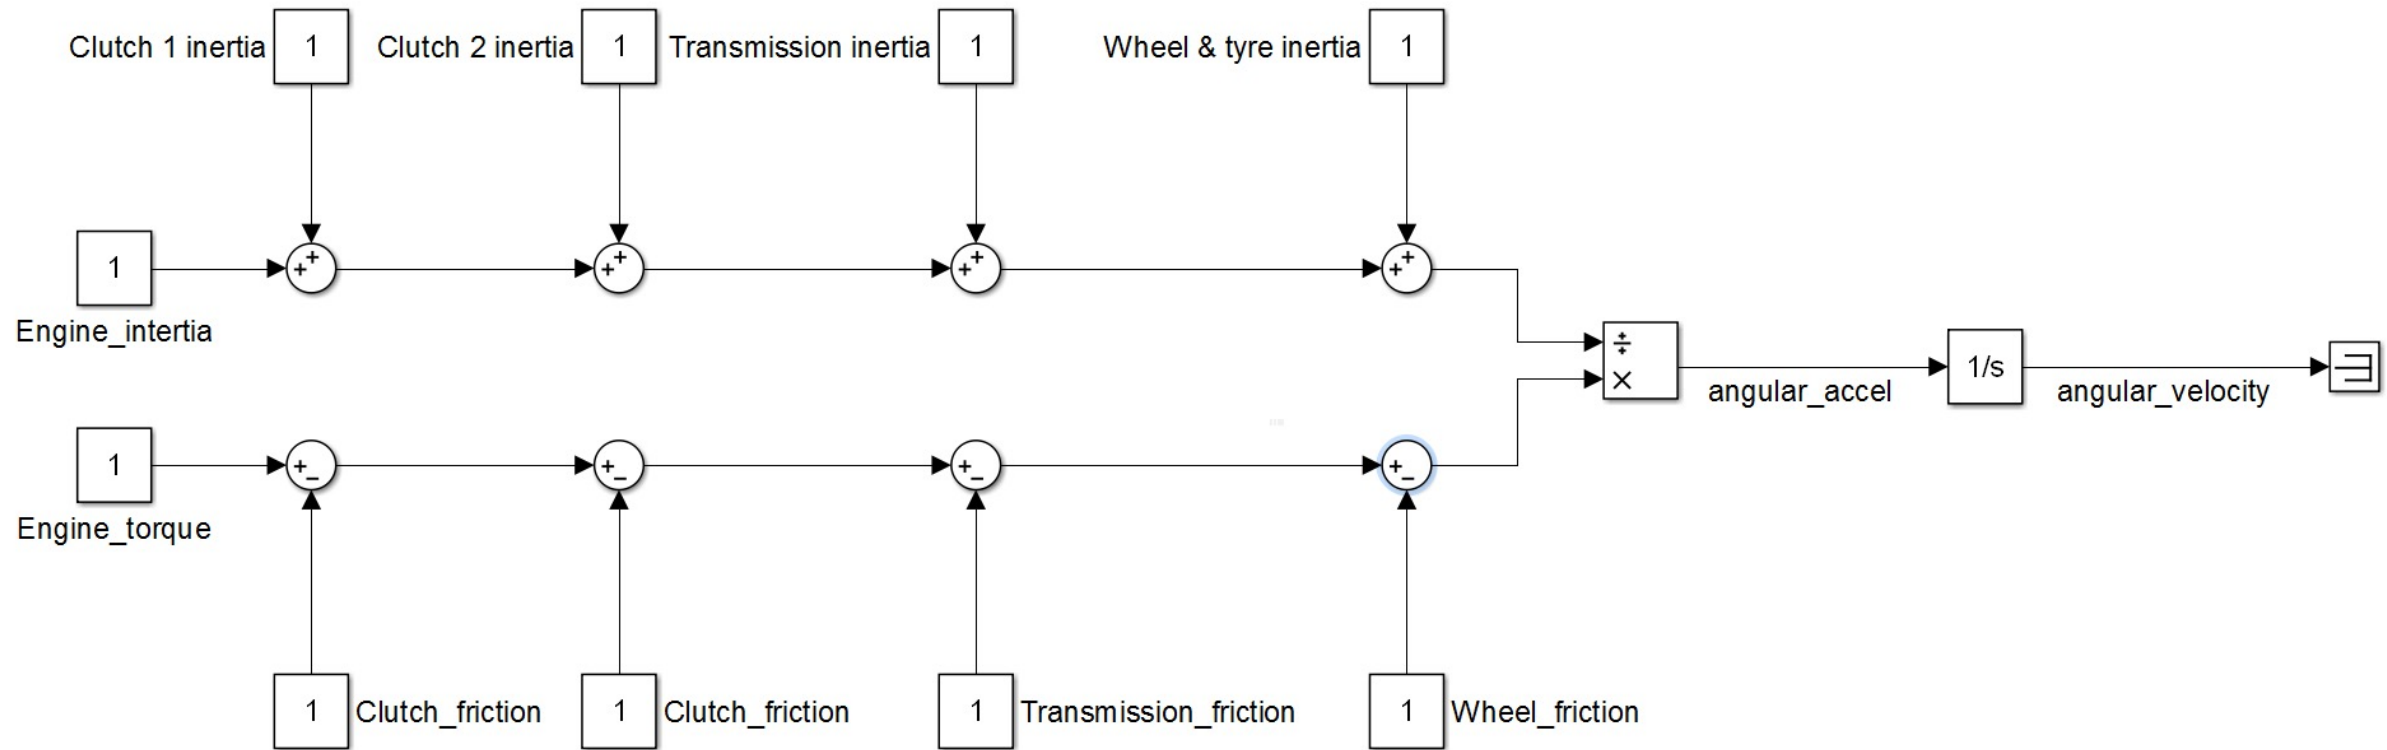 Clutch 1 inertia 1 Clutch 2 inertia 1 Transmission inertia 1 Wheel & tyre inertia 1
+ + + + + + + +
1
Engine_intertia
÷
×
angular_accel
1/s
angular_velocity
1
+ − + − + − + −
Engine_torque
1 Clutch_friction 1 Clutch_friction 1 Transmission_friction 1 Wheel_friction